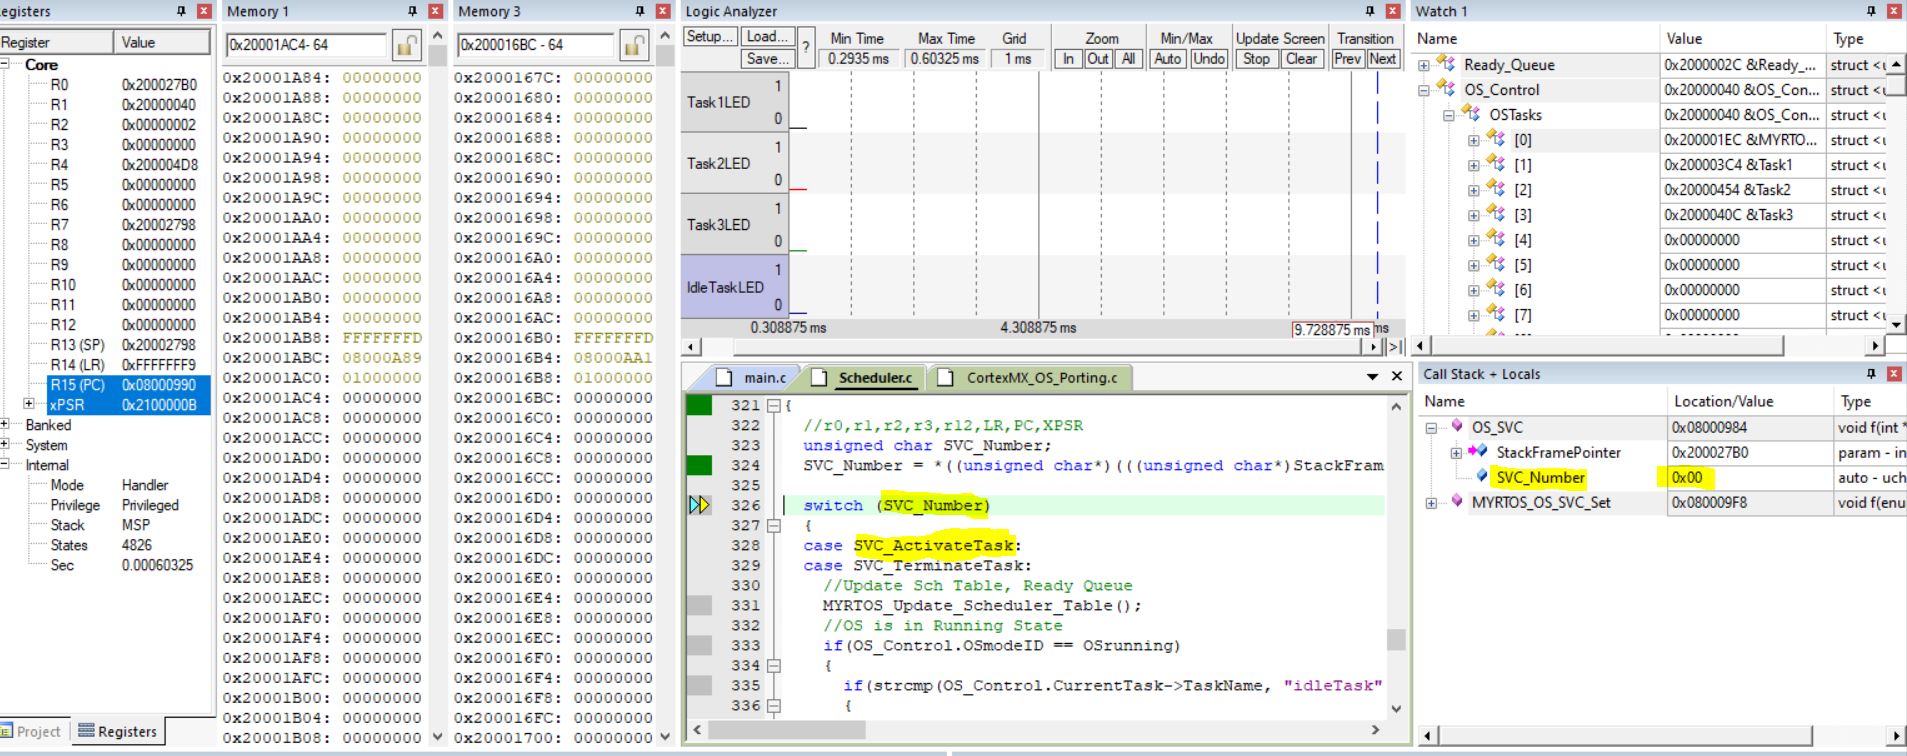 egisters
Register Value
Core
R0 0x200027B0
R1 0x20000040
R2 0x00000002
R3 0x00000000
R4 0x200004D8
R5 0x00000000
R6 0x00000000
R7 0x20002798
R8 0x00000000
R9 0x00000000
R10 0x00000000
R11 0x00000000
R12 0x00000000
R13 (SP) 0x20002798
R14 (LR) 0xFFFFFFF9
R15 (PC) 0x08000990
xPSR 0x2100000B
Banked
System
Internal
Mode Handler
Privilege Privileged
Stack MSP
States 4826
Sec 0.00060325
Project Registers
Memory 1
0x20001AC4- 64
0x20001A84: 00000000
0x20001A88: 00000000
0x20001A8C: 00000000
0x20001A90: 00000000
0x20001A94: 00000000
0x20001A98: 00000000
0x20001A9C: 00000000
0x20001AA0: 00000000
0x20001AA4: 00000000
0x20001AA8: 00000000
0x20001AAC: 00000000
0x20001AB0: 00000000
0x20001AB4: 00000000
0x20001AB8: FFFFFFFD
0x20001ABC: 08000A89
0x20001AC0: 01000000
0x20001AC4: 00000000
0x20001AC8: 00000000
0x20001ACC: 00000000
0x20001AD0: 00000000
0x20001AD4: 00000000
0x20001AD8: 00000000
0x20001ADC: 00000000
0x20001AE0: 00000000
0x20001AE4: 00000000
0x20001AE8: 00000000
0x20001AEC: 00000000
0x20001AF0: 00000000
0x20001AF4: 00000000
0x20001AF8: 00000000
0x20001AFC: 00000000
0x20001B00: 00000000
0x20001B04: 00000000
0x20001B08: 00000000
Memory 3
0x200016BC - 64
0x2000167C: 00000000
0x20001680: 00000000
0x20001684: 00000000
0x20001688: 00000000
0x2000168C: 00000000
0x20001690: 00000000
0x20001694: 00000000
0x20001698: 00000000
0x2000169C: 00000000
0x200016A0: 00000000
0x200016A4: 00000000
0x200016A8: 00000000
0x200016AC: 00000000
0x200016B0: FFFFFFFD
0x200016B4: 08000AA1
0x200016B8: 01000000
0x200016BC: 00000000
0x200016C0: 00000000
0x200016C4: 00000000
0x200016C8: 00000000
0x200016CC: 00000000
0x200016D0: 00000000
0x200016D4: 00000000
0x200016D8: 00000000
0x200016DC: 00000000
0x200016E0: 00000000
0x200016E4: 00000000
0x200016E8: 00000000
0x200016EC: 00000000
0x200016F0: 00000000
0x200016F4: 00000000
0x200016F8: 00000000
0x200016FC: 00000000
0x20001700: 00000000
Logic Analyzer
Setup... Load... ? Min Time Max Time Grid Zoom Min/Max Update Screen Transition
Save... 0.2935 ms 0.60325 ms 1 ms In Out All Auto Undo Stop Clear Prev Next
1
Task1LED
0
1
Task2LED
0
1
Task3LED
0
1
IdleTaskLED
0
0.308875 ms 4.308875 ms 9.728875 ms ms
main.c Scheduler.c CortexMX_OS_Porting.c
321 {
322 //r0,r1,r2,r3,r12,LR,PC,XPSR
323 unsigned char SVC_Number;
324 SVC_Number = *((unsigned char*)(((unsigned char*)StackFram
325
326 switch (SVC_Number)
327 {
328 case SVC_ActivateTask:
329 case SVC_TerminateTask:
330 //Update Sch Table, Ready Queue
331 MYRTOS_Update_Scheduler_Table();
332 //OS is in Running State
333 if(OS_Control.OSmodeID == OSrunning)
334 {
335 if(strcmp(OS_Control.CurrentTask->TaskName, "idleTask"
336 {
Watch 1
Name Value Type
Ready_Queue 0x2000002C &Ready_... struct <u
OS_Control 0x20000040 &OS_Con... struct <u
OSTasks 0x20000040 &OS_Con... struct <u
[0] 0x200001EC &MYRTO... struct <u
[1] 0x200003C4 &Task1 struct <u
[2] 0x20000454 &Task2 struct <u
[3] 0x2000040C &Task3 struct <u
[4] 0x00000000 struct <u
[5] 0x00000000 struct <u
[6] 0x00000000 struct <u
[7] 0x00000000 struct <u
Call Stack + Locals
Name Location/Value Type
OS_SVC 0x08000984 void f(int *
StackFramePointer 0x200027B0 param - in
SVC_Number 0x00 auto - uch
MYRTOS_OS_SVC_Set 0x080009F8 void f(enu